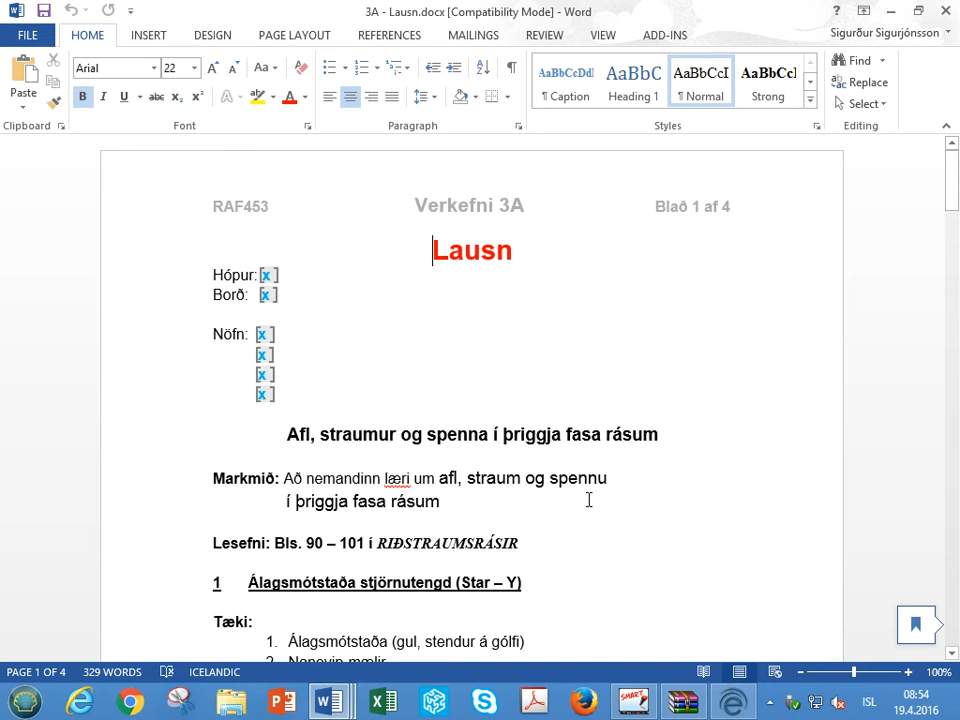 3A - Lausn.docx [Compatibility Mode] - Word
FILE HOME INSERT DESIGN PAGE LAYOUT REFERENCES MAILINGS REVIEW VIEW ADD-INS Sigurður Sigurjónsson
Paste Arial 22 Aa
B I U abc x₂ x² A A
AaBbCcDd AaBbC AaBbCcI AaBbCcI
¶ Caption Heading 1 ¶ Normal Strong
Find
Replace
Select
Clipboard Font Paragraph Styles Editing
RAF453 Verkefni 3A Blað 1 af 4
Lausn
Hópur: [x ]
Borð: [x ]
Nöfn: [x ]
[x ]
[x ]
[x ]
Afl, straumur og spenna í þriggja fasa rásum
Markmið: Að nemandinn læri um afl, straum og spennu
í þriggja fasa rásum
Lesefni: Bls. 90 – 101 í RIÐSTRAUMSRÁSIR
1 Álagsmótstaða stjörnutengd (Star – Y)
Tæki:
1. Álagsmótstaða (gul, stendur á gólfi)
PAGE 1 OF 4 329 WORDS ICELANDIC 100%
SMART
ISL 08:54
19.4.2016